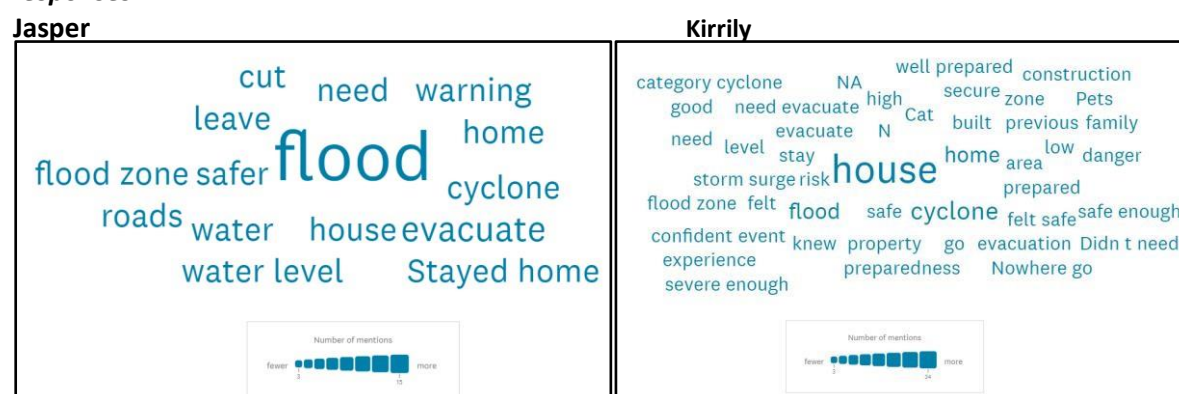 Jasper
Kirrily
cut need warning
leave flood home
flood zone safer cyclone
roads water house evacuate
water level Stayed home
Number of mentions
fewer more
3 15
category cyclone NA well prepared construction
good need evacuate high Cat secure zone Pets
need level evacuate N built previous family
stay house home area low danger
storm surge risk prepared
flood zone felt flood safe cyclone felt safe safe enough
confident event knew property go evacuation Didn t need
experience preparedness Nowhere go
severe enough
Number of mentions
fewer more
3 34